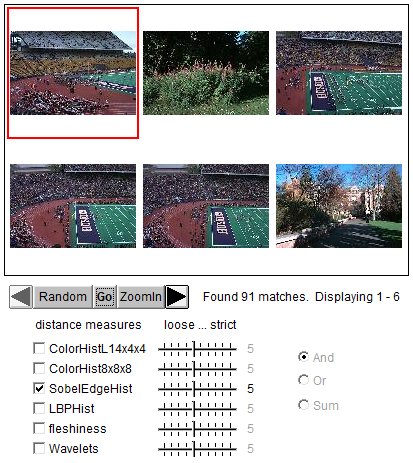 Random Go ZoomIn Found 91 matches. Displaying 1 - 6
distance measures loose ... strict
ColorHistL14x4x4 5
And
ColorHist8x8x8 5
Or
SobelEdgeHist 5
LBPHist 5
Sum
fleshiness 5
Wavelets 5